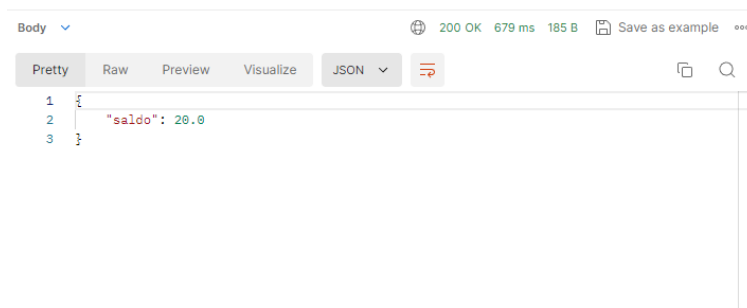 Body 200 OK 679 ms 185 B Save as example
Pretty Raw Preview Visualize JSON
1 {
2 "saldo": 20.0
3 }